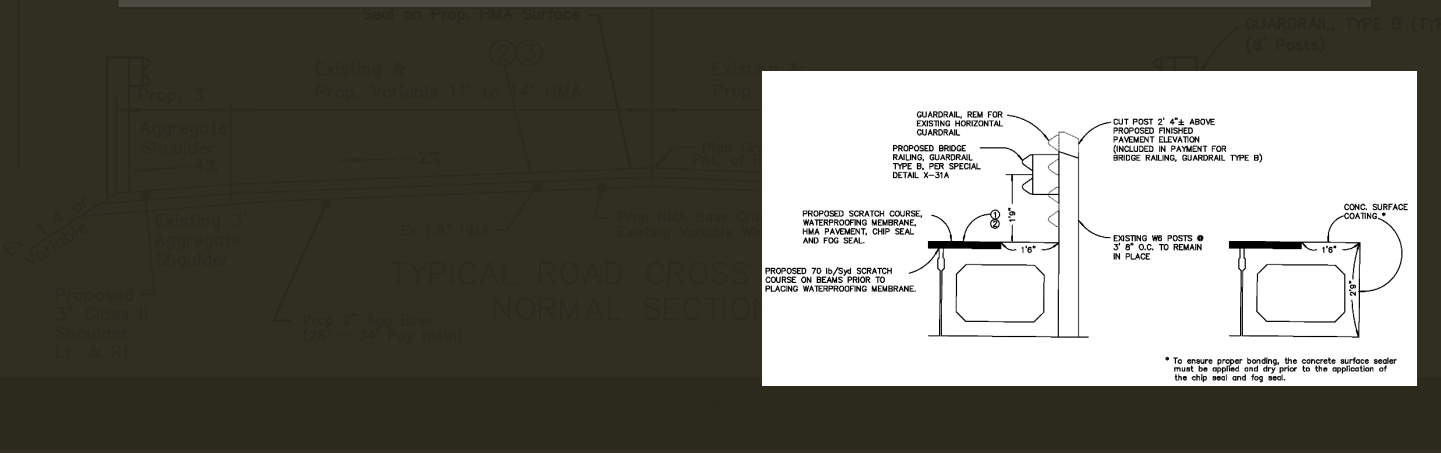 Seal on Prop. HMA Surface
GUARDRAIL, TYPE B
(6' Posts)
②③
Existing &
Prop. Variable 11' to 14' HMA
Prop. 3'
Aggregate
Shoulder
-4%
-2%
Prop HMA Base
Existing Variable
Existing 3'
Aggregate
Shoulder
Ex 1.8" HMA
TYPICAL ROAD CROSS
NORMAL SECTION
Proposed
3" Class II
Shoulder
Lt. & Rt.
Prop 2" Agg Base
(28' - 34' Pay Width)
GUARDRAIL, REM FOR
EXISTING HORIZONTAL
GUARDRAIL
CUT POST 2' 4"± ABOVE
PROPOSED FINISHED
PAVEMENT ELEVATION
(INCLUDED IN PAYMENT FOR
BRIDGE RAILING, GUARDRAIL TYPE B)
PROPOSED BRIDGE
RAILING, GUARDRAIL
TYPE B, PER SPECIAL
DETAIL X-31A
1'9"
PROPOSED SCRATCH COURSE,
WATERPROOFING MEMBRANE,
HMA PAVEMENT, CHIP SEAL
AND FOG SEAL.
①
②
1'6"
EXISTING W6 POSTS @
3' 8" O.C. TO REMAIN
IN PLACE
PROPOSED 70 lb/Syd SCRATCH
COURSE ON BEAMS PRIOR TO
PLACING WATERPROOFING MEMBRANE.
CONC. SURFACE
COATING.*
1'6"
2'9"
* To ensure proper bonding, the concrete surface sealer
must be applied and dry prior to the application of
the chip seal and fog seal.